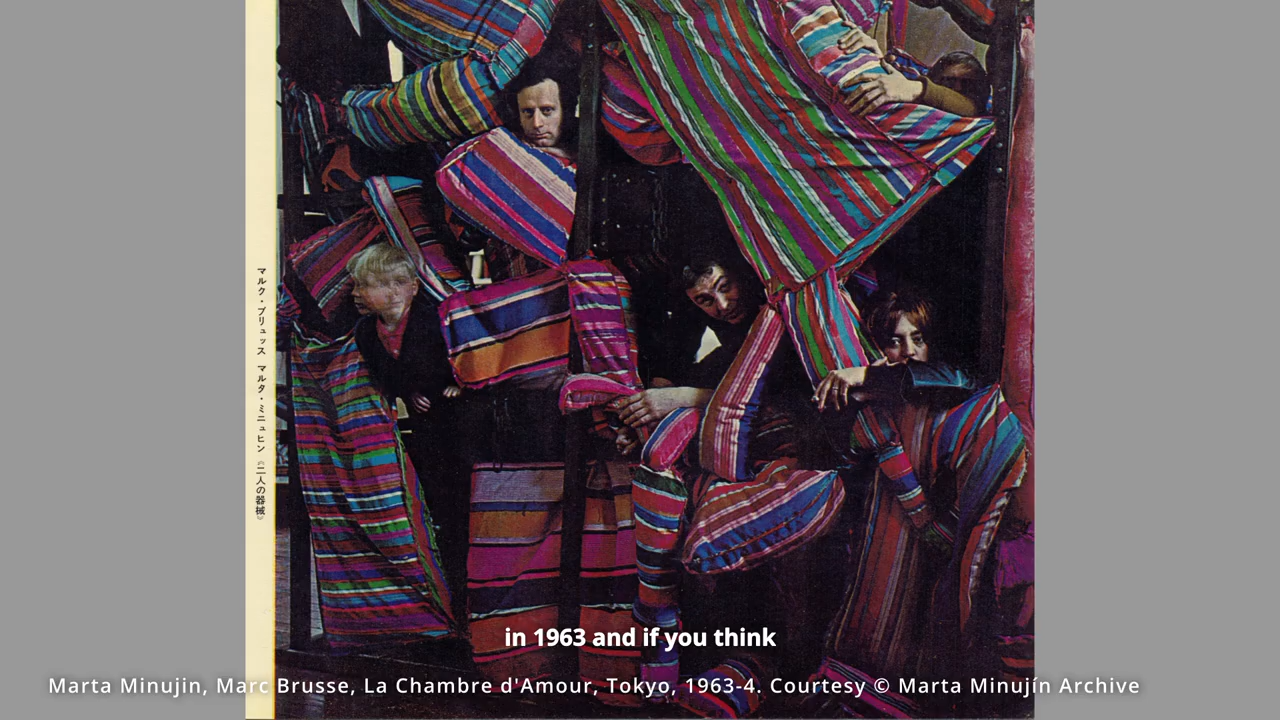 マルク・ブリュッス　マルタ・ミニュヒン　《二人の器械》
in 1963 and if you think
Marta Minujin, Marc Brusse, La Chambre d'Amour, Tokyo, 1963-4. Courtesy © Marta Minujín Archive